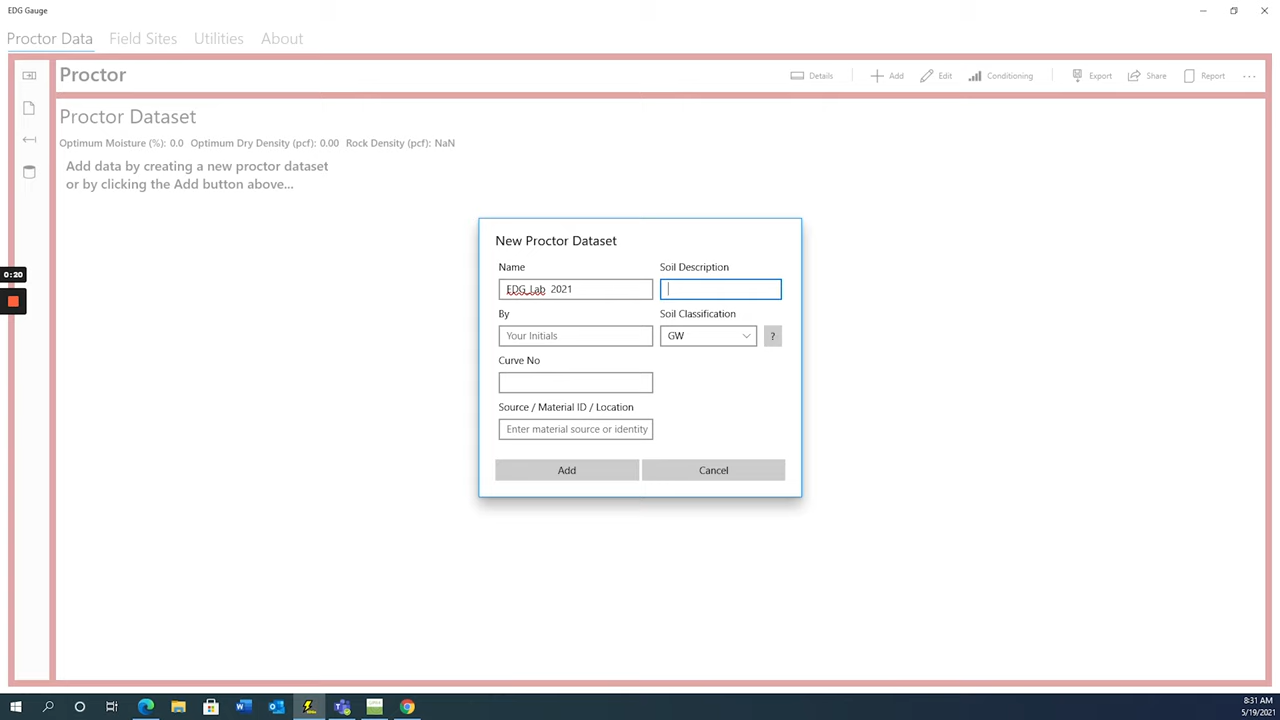 EDG Gauge
Proctor Data Field Sites Utilities About
Proctor
Details Add Edit Conditioning Export Share Report ...
Proctor Dataset
Optimum Moisture (%): 0.0 Optimum Dry Density (pcf): 0.00 Rock Density (pcf): NaN
Add data by creating a new proctor dataset
or by clicking the Add button above...
New Proctor Dataset
Name Soil Description
EDG_Lab 2021
By Soil Classification
Your Initials GW ?
Curve No
Source / Material ID / Location
Enter material source or identity
Add Cancel
0:20
8:31 AM
5/19/2021